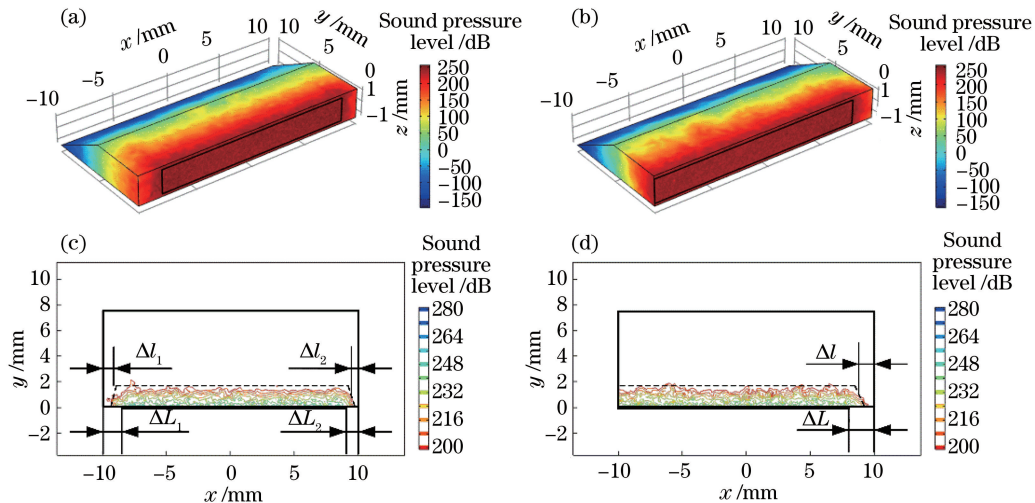 (a)
Sound pressure
level /dB
x/mm
y/mm
10
10
5
5
0
0
−5
−10
1
−1
z/mm
250
200
150
100
50
0
−50
−100
−150
(b)
Sound pressure
level /dB
x/mm
y/mm
10
10
5
5
0
0
−5
−10
1
−1
z/mm
250
200
150
100
50
0
−50
−100
−150
(c)
Sound
pressure
level /dB
y/mm
10
8
6
4
2
0
−2
Δl1
Δl2
ΔL1
ΔL2
−10
−5
0
5
10
x/mm
280
264
248
232
216
200
(d)
Sound
pressure
level /dB
y/mm
10
8
6
4
2
0
−2
Δl
ΔL
−10
−5
0
5
10
x/mm
280
264
248
232
216
200